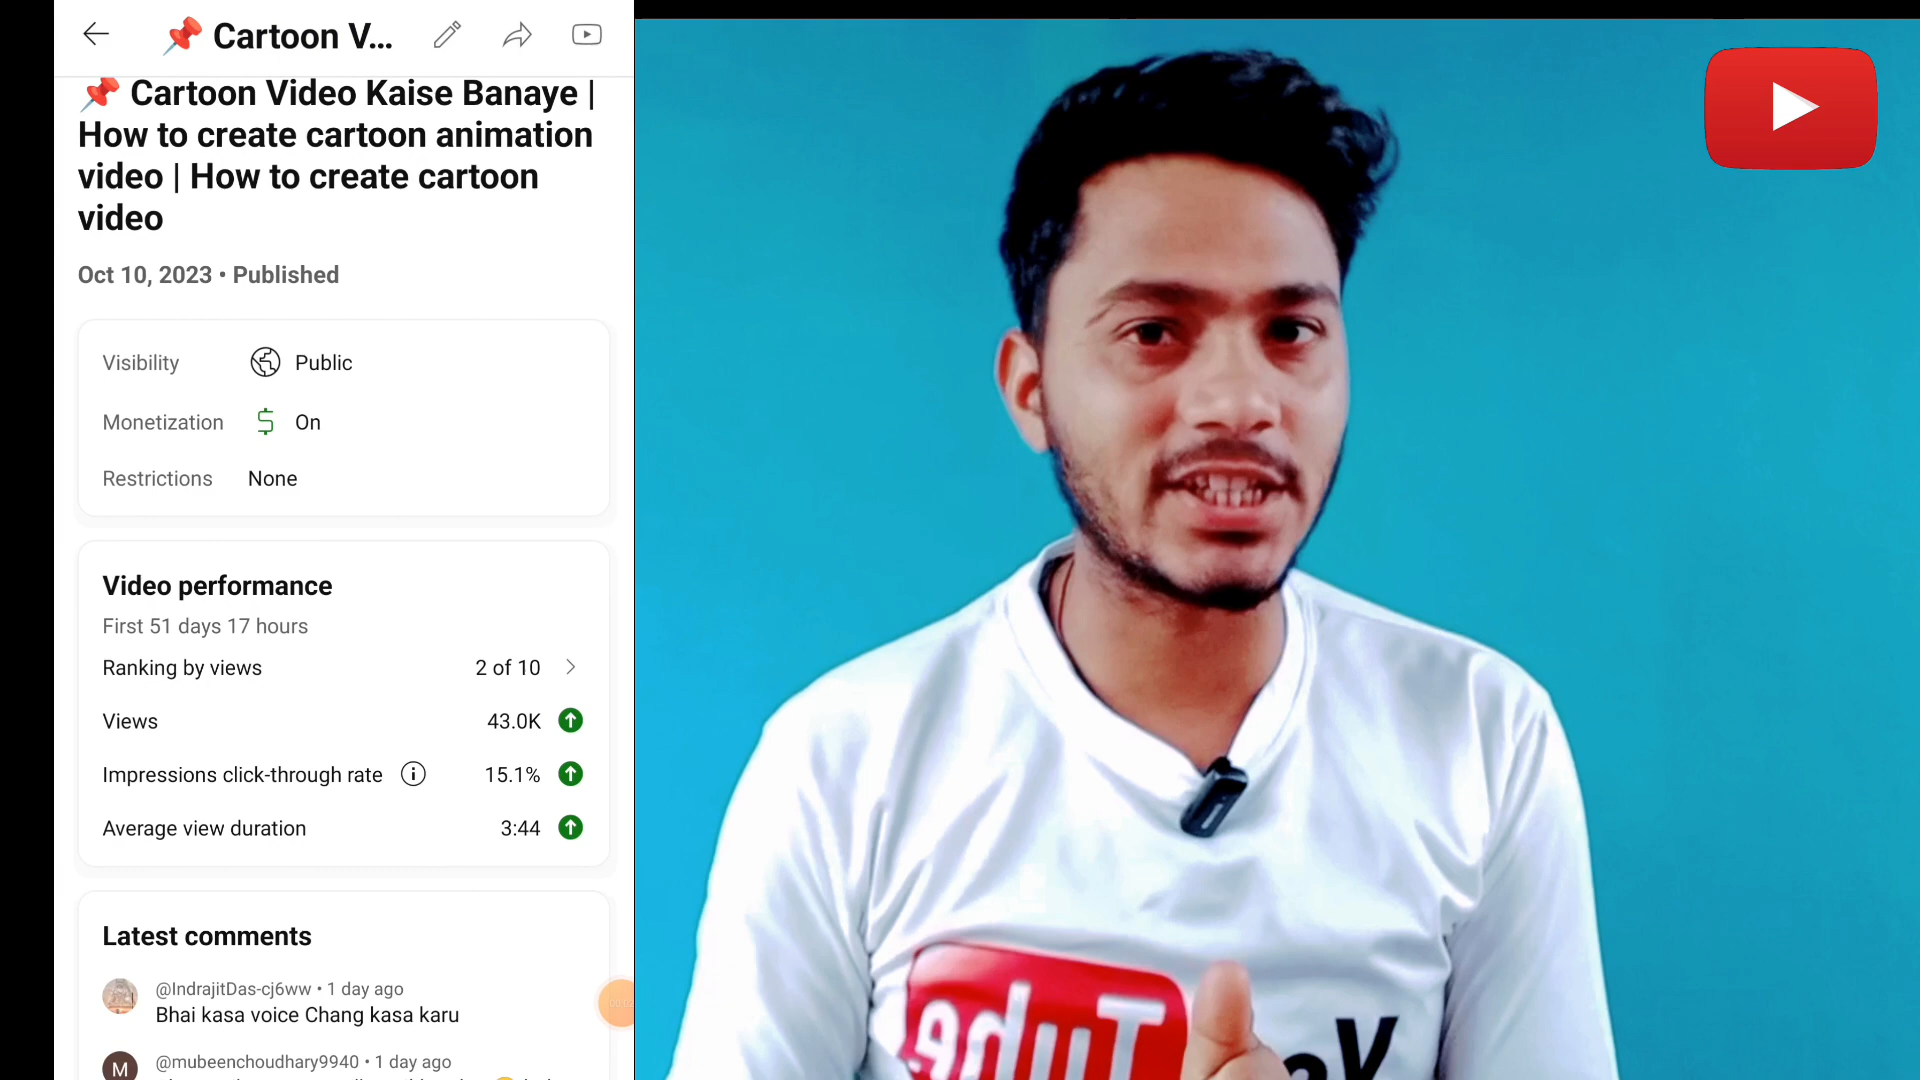 📌 Cartoon V...
📌 Cartoon Video Kaise Banaye |
How to create cartoon animation
video | How to create cartoon
video
Oct 10, 2023 • Published
Visibility Public
Monetization On
Restrictions None
Video performance
First 51 days 17 hours
Ranking by views 2 of 10
Views 43.0K
Impressions click-through rate 15.1%
Average view duration 3:44
Latest comments
@IndrajitDas-cj6ww • 1 day ago
Bhai kasa voice Chang kasa karu
M
@mubeenchoudhary9940 • 1 day ago
Tube